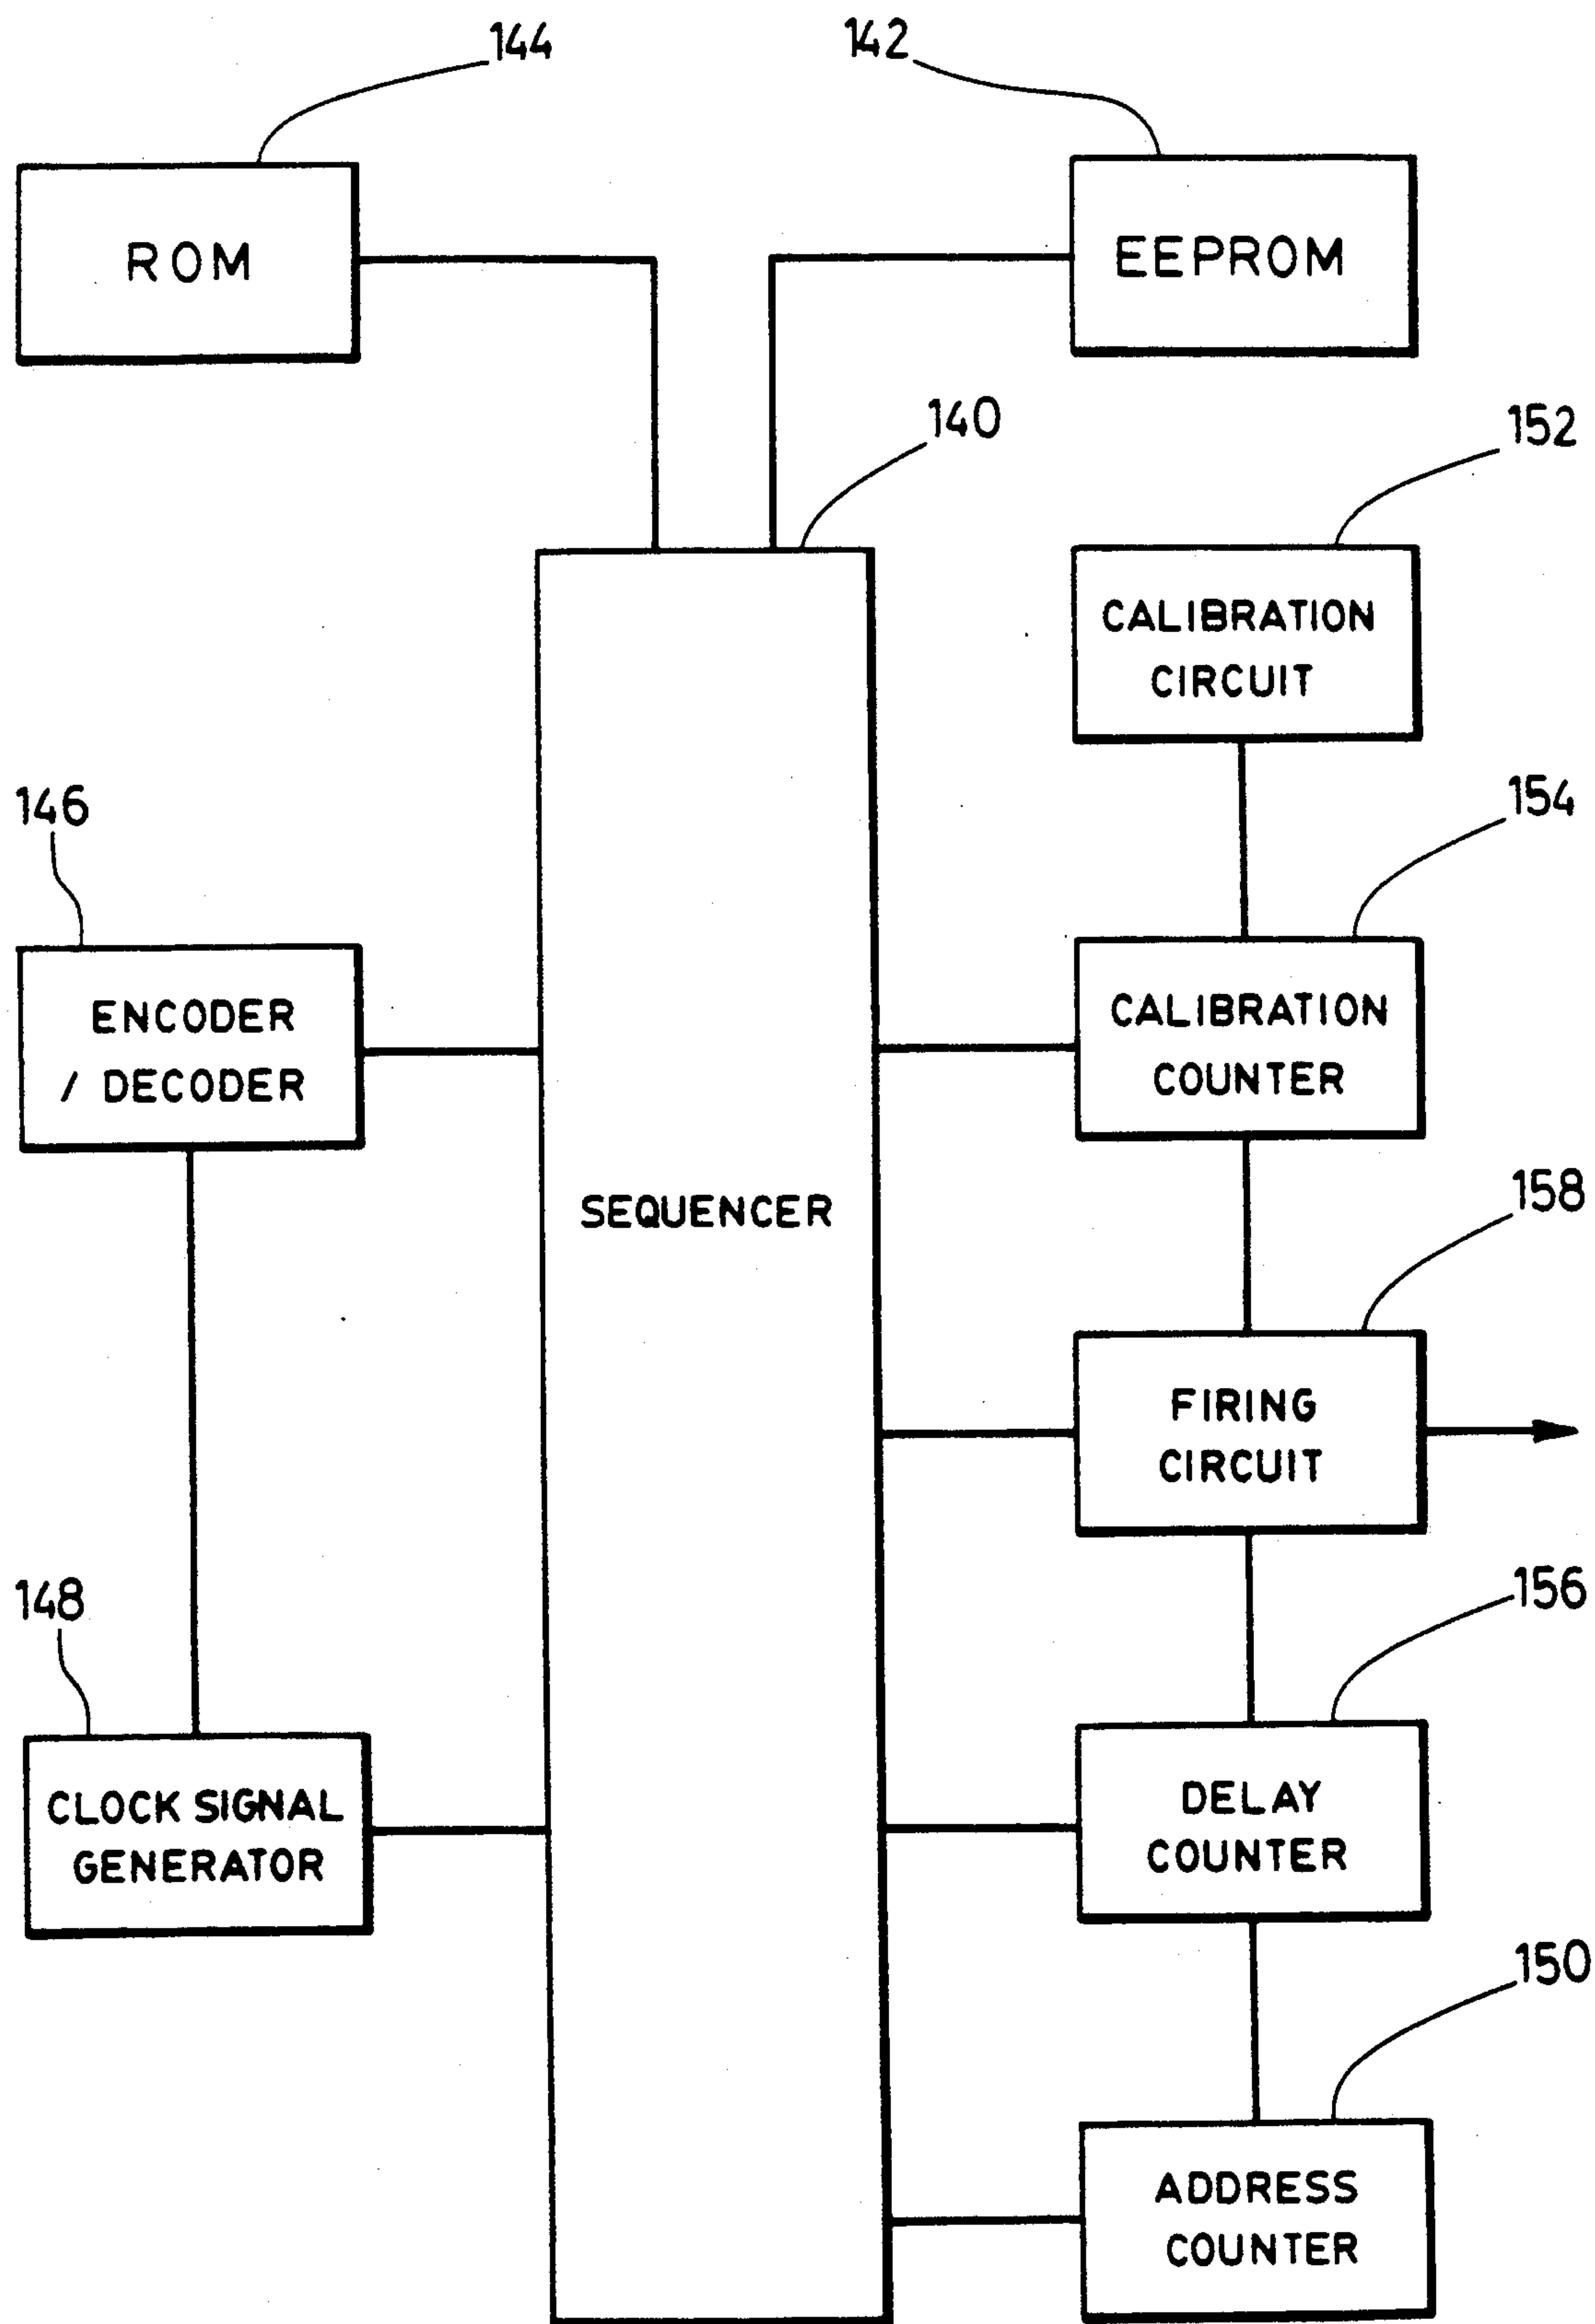 144
142
ROM
EEPROM
140
152
CALIBRATION
CIRCUIT
146
154
ENCODER
/ DECODER
CALIBRATION
COUNTER
SEQUENCER
158
FIRING
CIRCUIT
148
156
CLOCK SIGNAL
GENERATOR
DELAY
COUNTER
150
ADDRESS
COUNTER